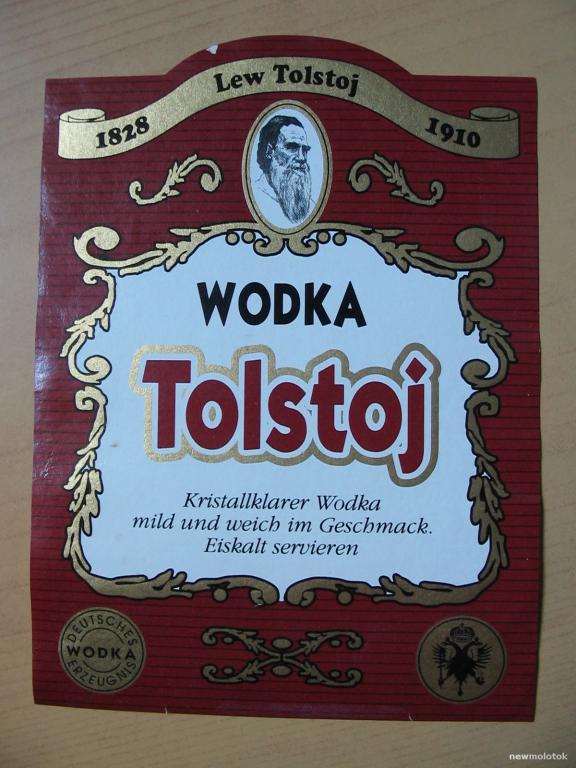 Lew Tolstoj
1828
1910
WODKA
Tolstoj
Kristallklarer Wodka
mild und weich im Geschmack.
Eiskalt servieren
DEUTSCHES
WODKA
ERZEUGNIS
newmolotok